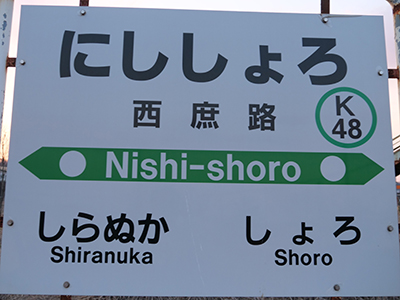 にししょろ
西庶路
K
48
Nishi-shoro
しらぬか しょろ
Shiranuka Shoro